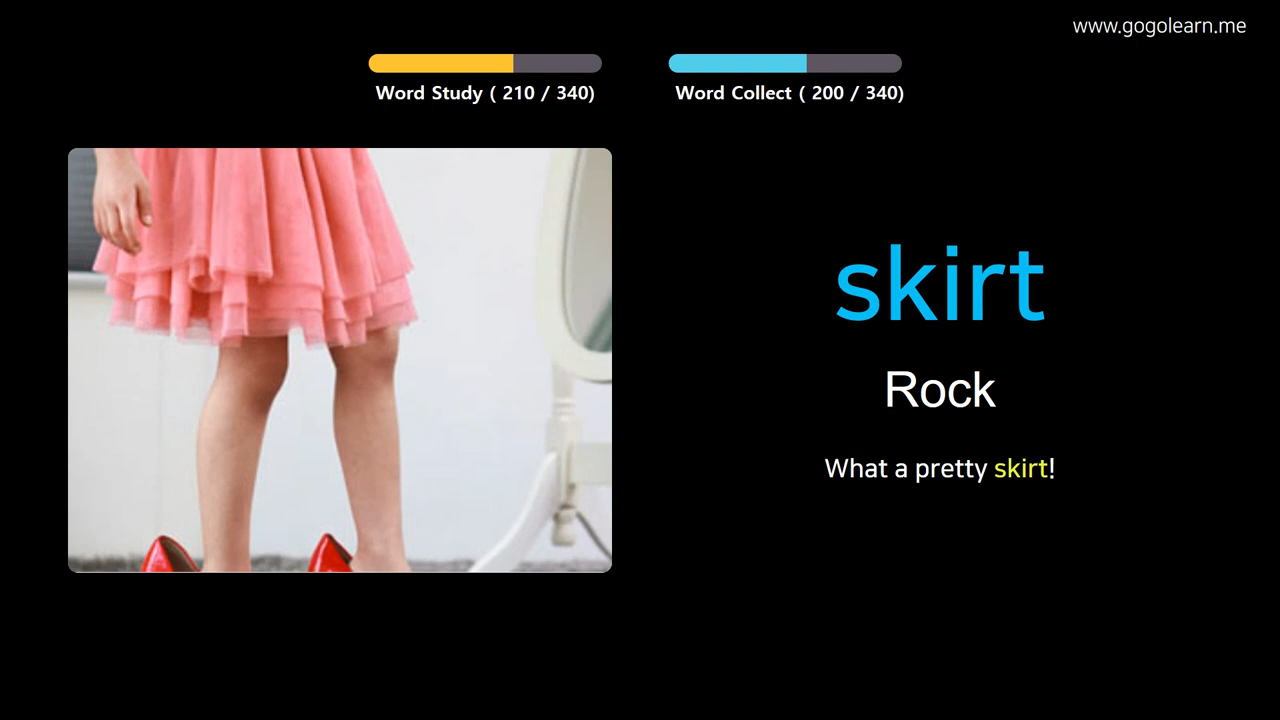 www.gogolearn.me
Word Study ( 210 / 340)
Word Collect ( 200 / 340)
skirt
Rock
What a pretty skirt!